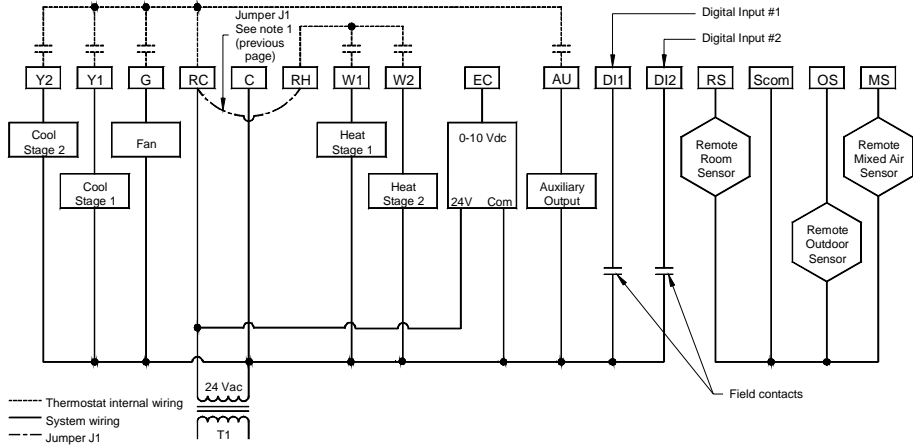 Jumper J1
See note 1
(previous
page)
Digital Input #1
Digital Input #2
Y2 Y1 G RC C RH W1 W2 EC AU DI1 DI2 RS Scom OS MS
Cool
Stage 2
Cool
Stage 1
Fan
Heat
Stage 1
Heat
Stage 2
0-10 Vdc
24V Com
Auxiliary
Output
Remote
Room
Sensor
Remote
Outdoor
Sensor
Remote
Mixed Air
Sensor
24 Vac
T1
Field contacts
Thermostat internal wiring
System wiring
Jumper J1